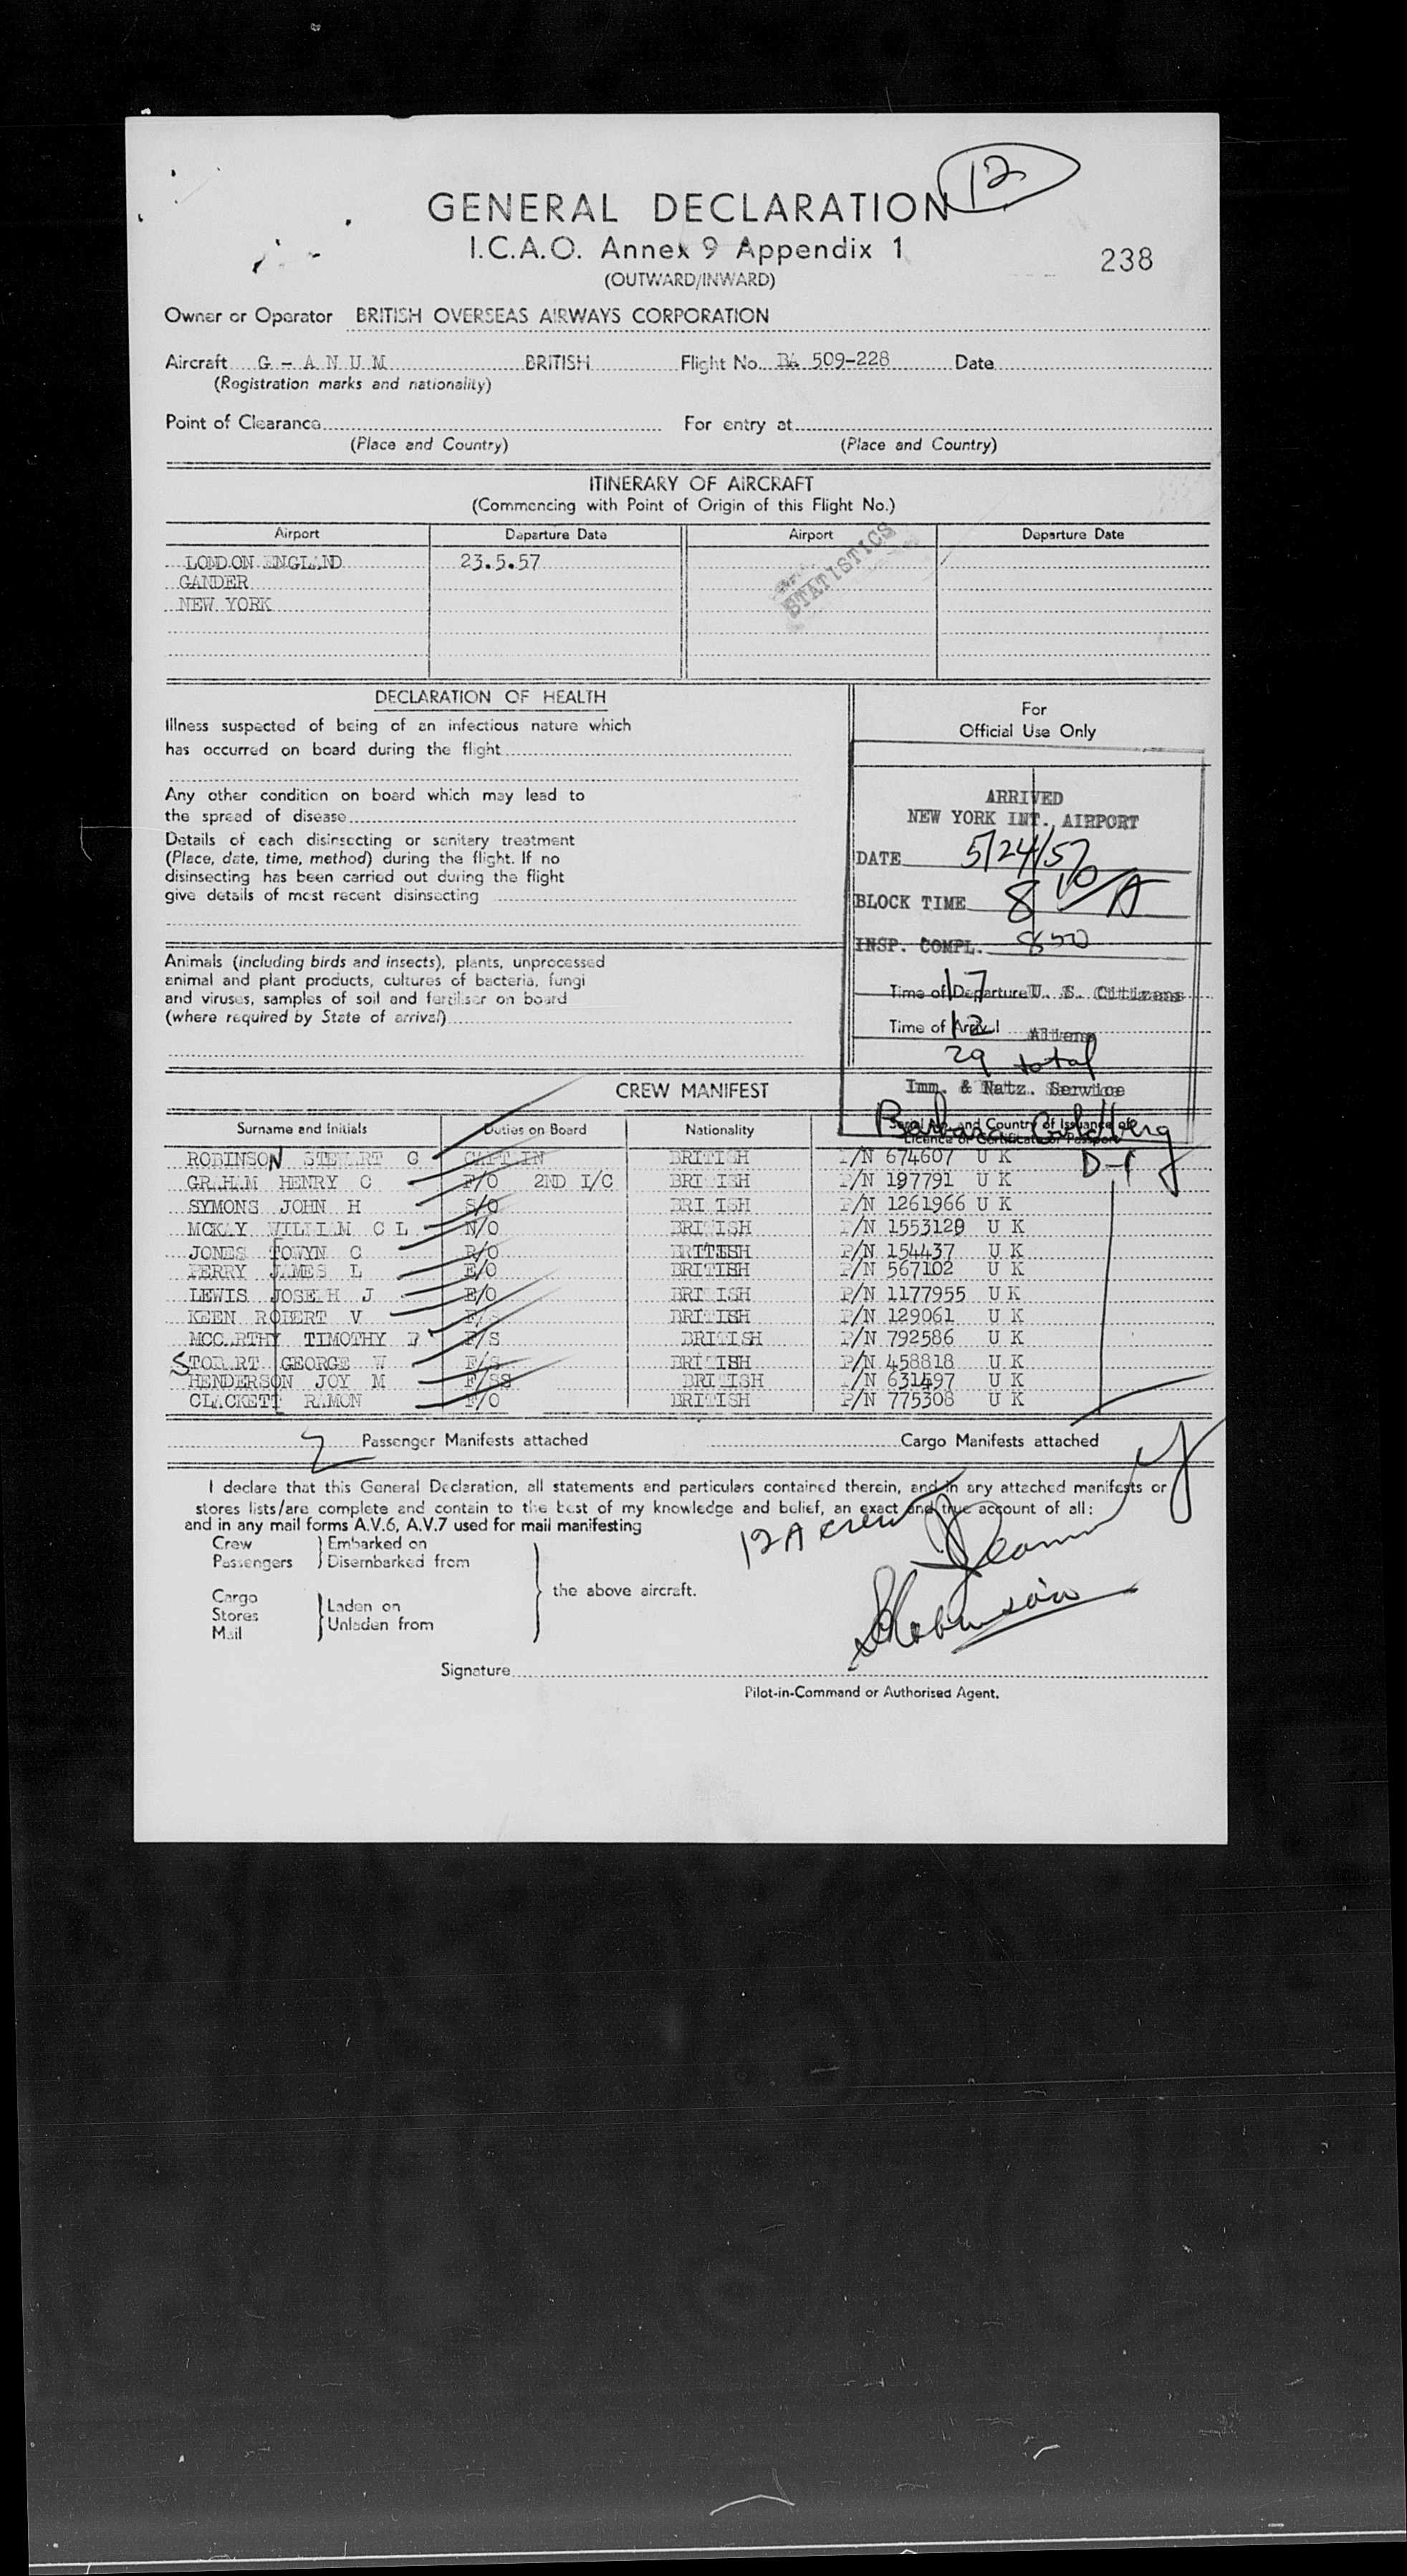 12
GENERAL DECLARATION
I.C.A.O. Annex 9 Appendix 1
238
(OUTWARD/INWARD)
Owner or Operator BRITISH OVERSEAS AIRWAYS CORPORATION
Aircraft G - A N U M BRITISH Flight No. BA 509-228 Date
(Registration marks and nationality)
Point of Clearance For entry at
(Place and Country) (Place and Country)
ITINERARY OF AIRCRAFT
(Commencing with Point of Origin of this Flight No.)
Airport Departure Date Airport Departure Date
LONDON ENGLAND 23.5.57
GANDER
NEW YORK
STATISTICS
DECLARATION OF HEALTH
Illness suspected of being of an infectious nature which
has occurred on board during the flight
Any other condition on board which may lead to
the spread of disease
Details of each disinsecting or sanitary treatment
(Place, date, time, method) during the flight. If no
disinsecting has been carried out during the flight
give details of most recent disinsecting
Animals (including birds and insects), plants, unprocessed
animal and plant products, cultures of bacteria, fungi
and viruses, samples of soil and fertiliser on board
(where required by State of arrival)
For
Official Use Only
ARRIVED
NEW YORK INT. AIRPORT
DATE 5/24/57
BLOCK TIME 8 10 A
INSP. COMPL. 850
Time of Departure 17 U. S. Citizens
Time of Arrival 12 Aliens
29 total
Imm. & Natz. Service
Barbara Goldberg
CREW MANIFEST
Surname and Initials Duties on Board Nationality Serial No. and Country of Issuance of
Licence or Certificate or Passport
ROBINSON STEWART C CAPTAIN BRITISH P/N 674607 U K D-1
GRAHAM HENRY C F/O 2ND I/C BRITISH P/N 197791 U K
SYMONS JOHN H S/O BRITISH P/N 1261966 U K
MCKAY WILLIAM C L N/O BRITISH P/N 1553129 U K
JONES TOWYN C R/O BRITISH P/N 154437 U K
PERRY JAMES L E/O BRITISH P/N 567102 U K
LEWIS JOSEPH J E/O BRITISH P/N 1177955 U K
KEEN ROBERT V F/S BRITISH P/N 129061 U K
MCCARTHY TIMOTHY F/S BRITISH P/N 792586 U K
STOBART GEORGE W F/S BRITISH P/N 458818 U K
HENDERSON JOY M F/SS BRITISH P/N 631497 U K
CLACKETT RAMON F/O BRITISH P/N 775308 U K
2 Passenger Manifests attached Cargo Manifests attached
I declare that this General Declaration, all statements and particulars contained therein, and in any attached manifests or
stores lists/are complete and contain to the best of my knowledge and belief, an exact and true account of all:
and in any mail forms A.V.6, A.V.7 used for mail manifesting
12 A crew
Crew Embarked on
Passengers Disembarked from
the above aircraft.
Cargo
Stores Laden on
Mail Unladen from
SCRobinson
Signature
Pilot-in-Command or Authorised Agent.